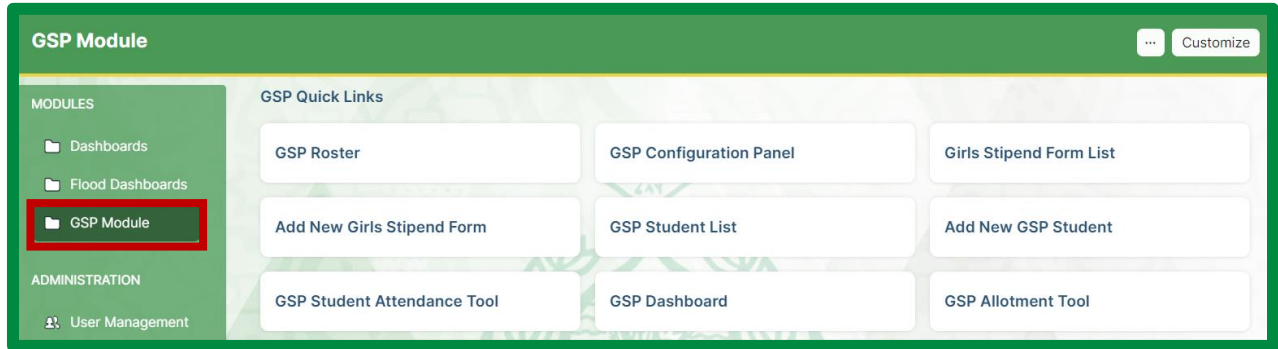 GSP Module
... Customize
MODULES
Dashboards
Flood Dashboards
GSP Module
ADMINISTRATION
User Management
GSP Quick Links
GSP Roster
GSP Configuration Panel
Girls Stipend Form List
Add New Girls Stipend Form
GSP Student List
Add New GSP Student
GSP Student Attendance Tool
GSP Dashboard
GSP Allotment Tool